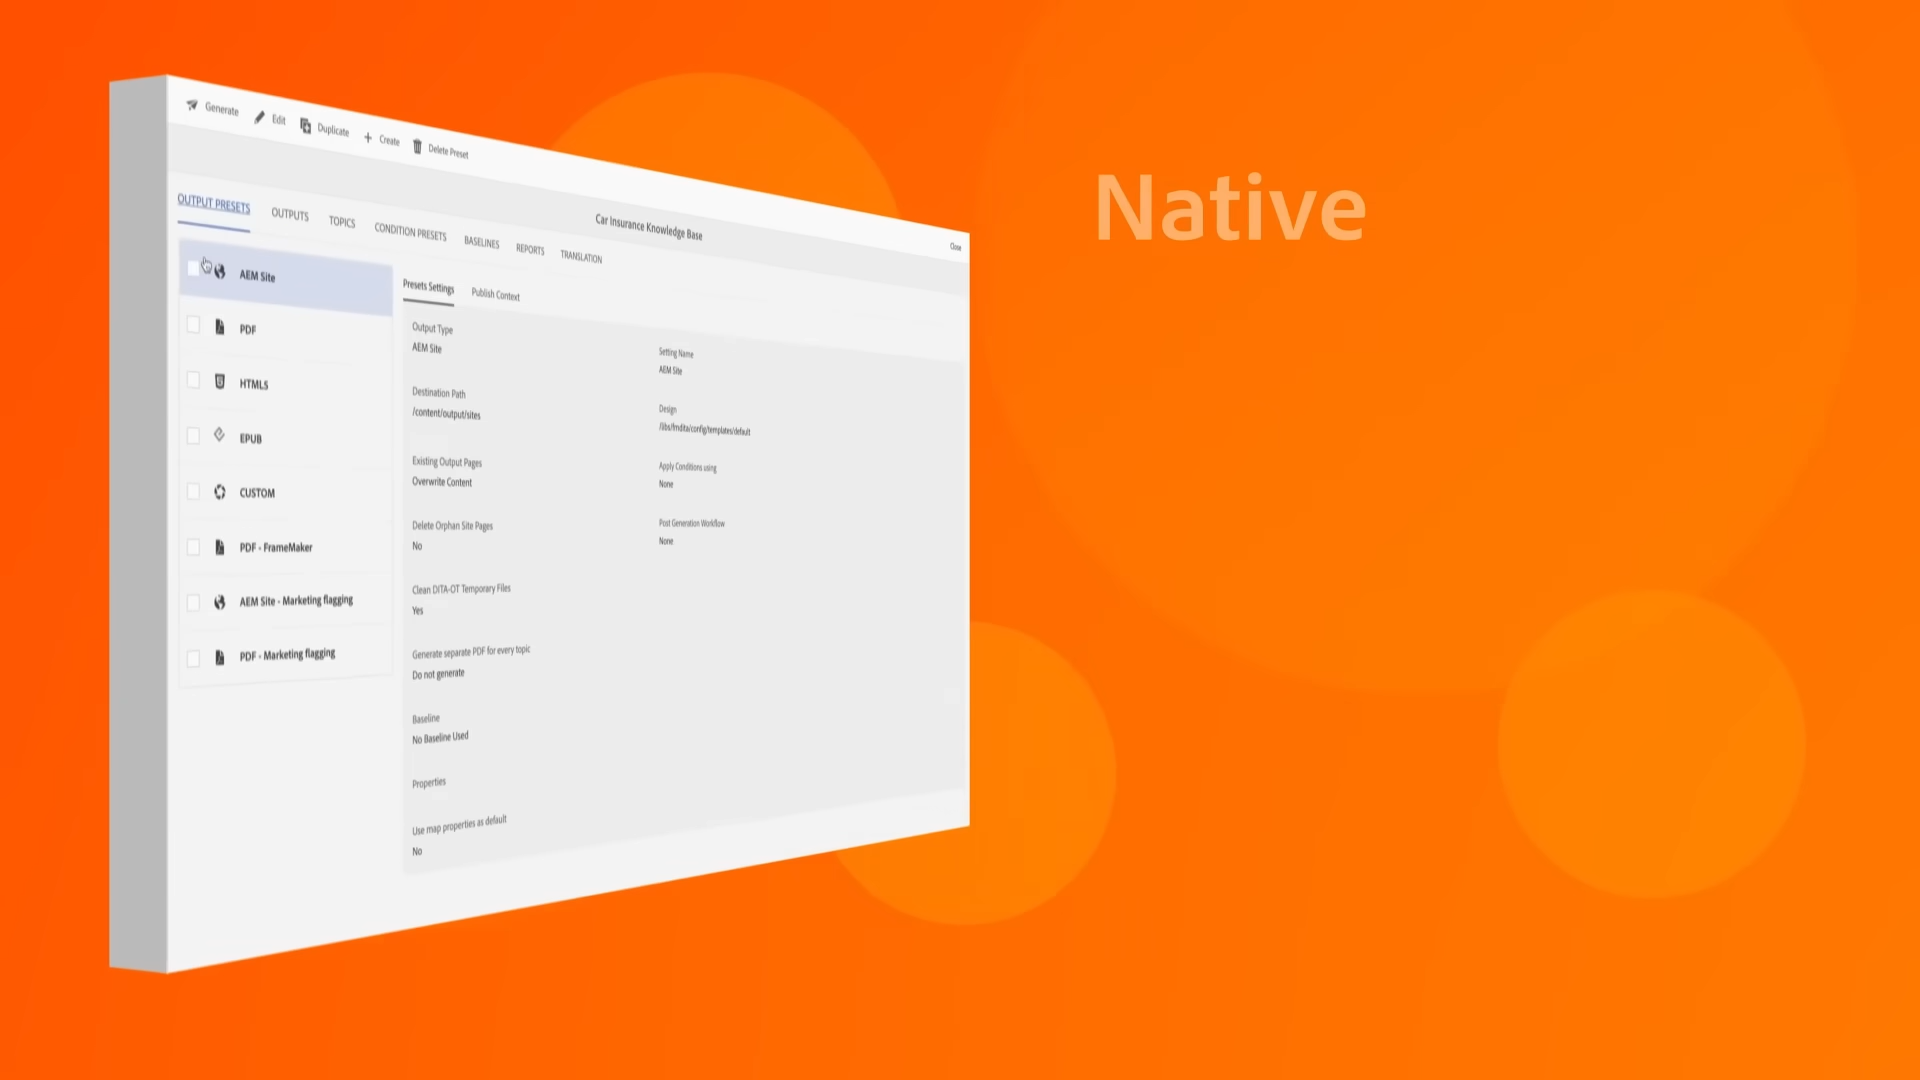 Generate Edit Duplicate Create Delete Preset
Car Insurance Knowledge Base
Close
OUTPUT PRESETS OUTPUTS TOPICS CONDITION PRESETS BASELINES REPORTS TRANSLATION
AEM Site
PDF
HTML5
EPUB
CUSTOM
PDF - FrameMaker
AEM Site - Marketing flagging
PDF - Marketing flagging
Presets Settings Publish Context
Output Type
AEM Site
Destination Path
/content/output/sites
Existing Output Pages
Overwrite Content
Delete Orphan Site Pages
No
Clean DITA-OT Temporary Files
Yes
Generate separate PDF for every topic
Do not generate
Baseline
No Baseline Used
Properties
Use map properties as default
No
Setting Name
AEM Site
Design
/libs/fmdita/config/templates/default
Apply Conditions using
None
Post Generation Workflow
None
Native